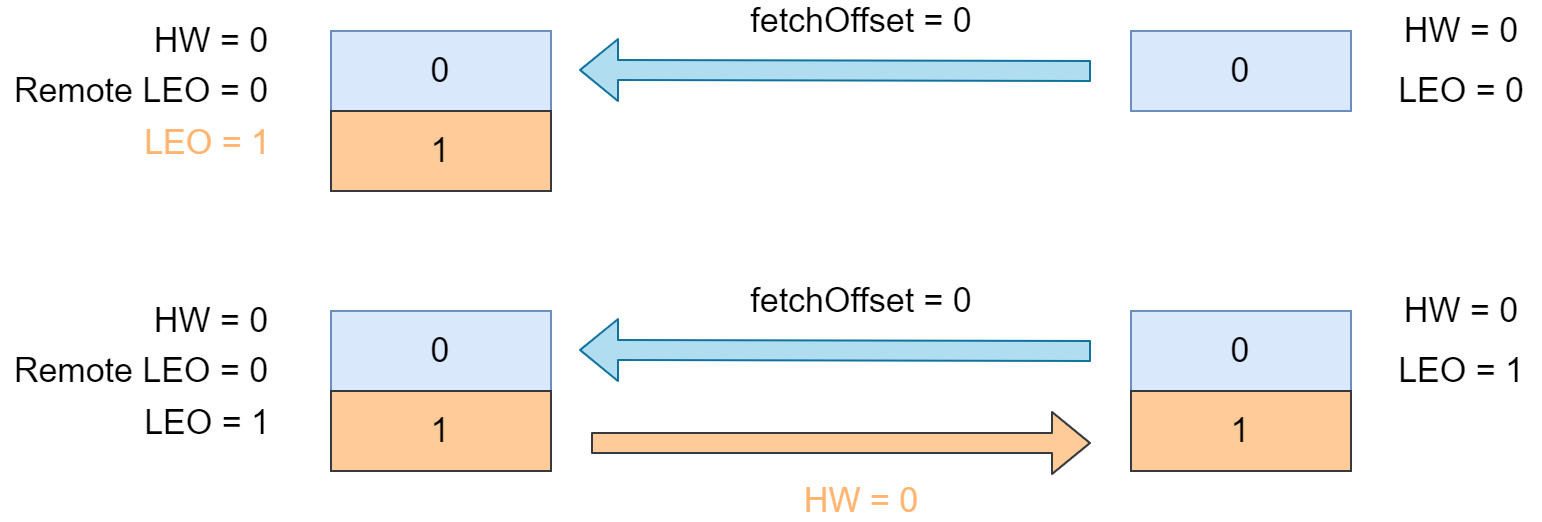 fetchOffset = 0
HW = 0
Remote LEO = 0
LEO = 1
0
1
0
HW = 0
LEO = 0
fetchOffset = 0
HW = 0
Remote LEO = 0
LEO = 1
0
1
0
1
HW = 0
LEO = 1
HW = 0